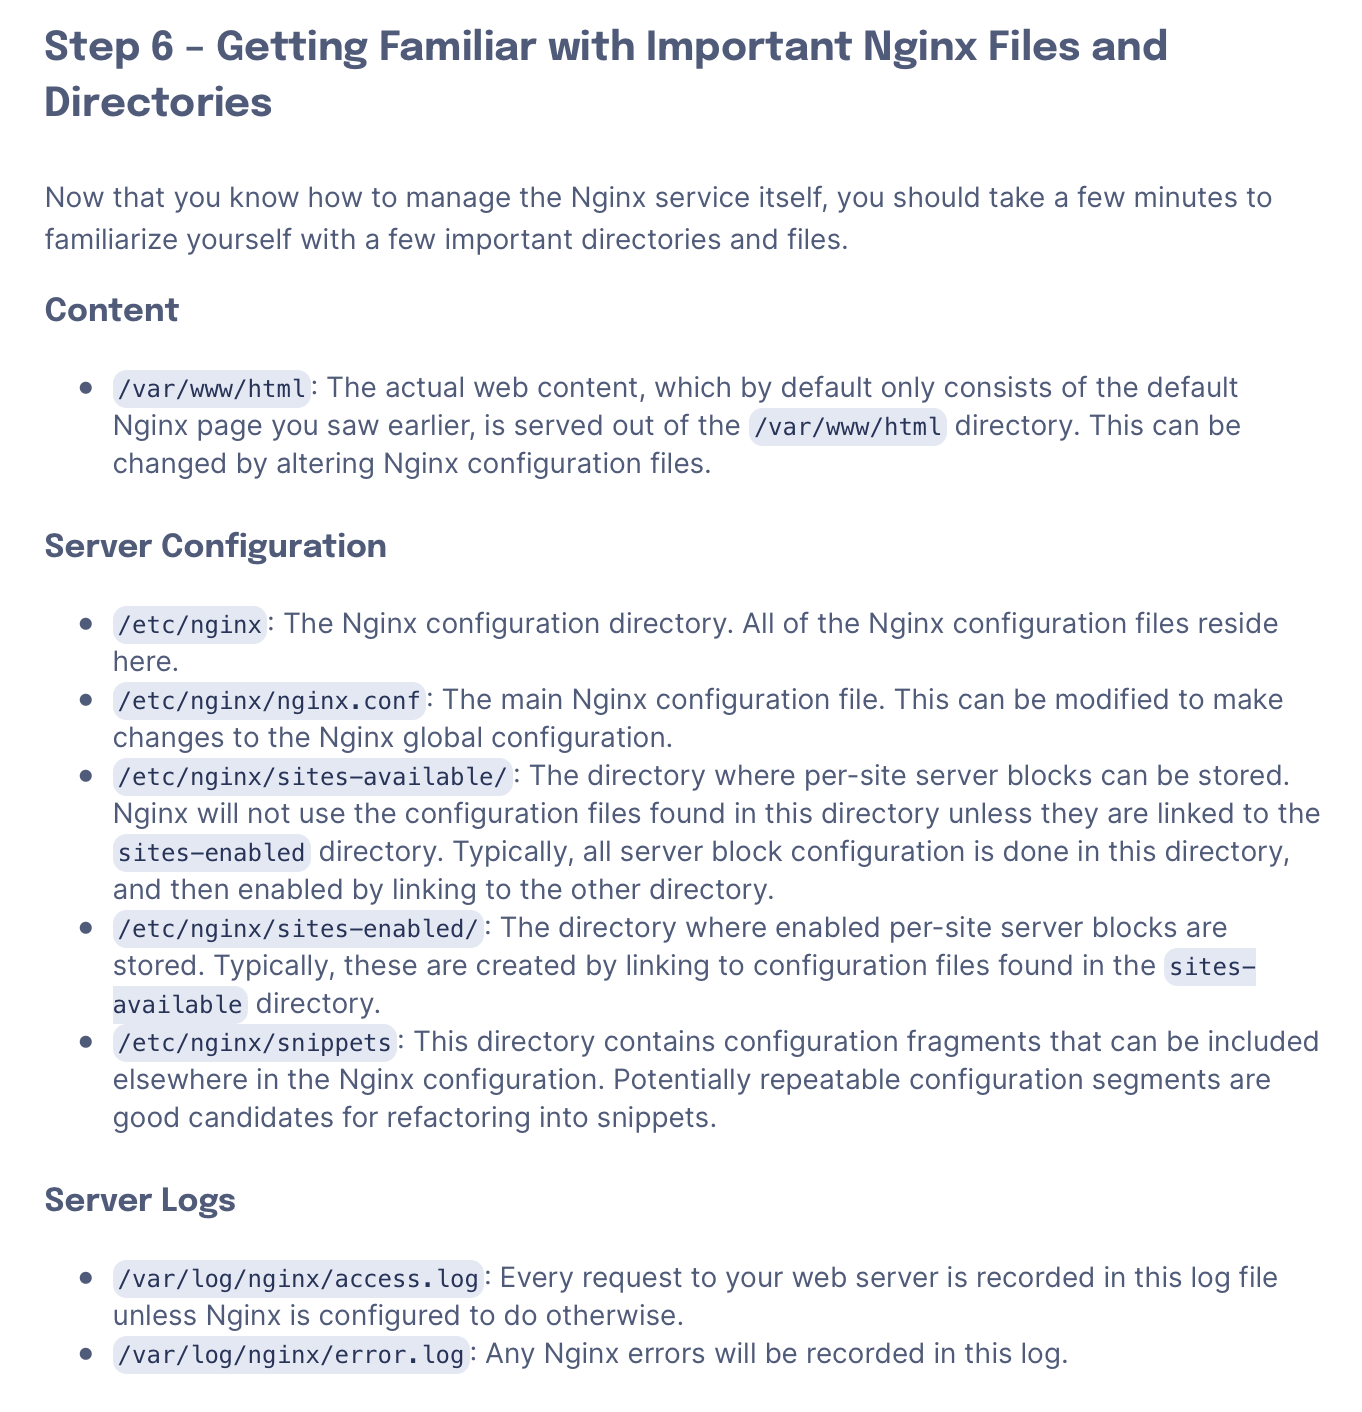 Step 6 – Getting Familiar with Important Nginx Files and
Directories
Now that you know how to manage the Nginx service itself, you should take a few minutes to
familiarize yourself with a few important directories and files.
Content
• /var/www/html: The actual web content, which by default only consists of the default
Nginx page you saw earlier, is served out of the /var/www/html directory. This can be
changed by altering Nginx configuration files.
Server Configuration
• /etc/nginx: The Nginx configuration directory. All of the Nginx configuration files reside
here.
• /etc/nginx/nginx.conf: The main Nginx configuration file. This can be modified to make
changes to the Nginx global configuration.
• /etc/nginx/sites-available/: The directory where per-site server blocks can be stored.
Nginx will not use the configuration files found in this directory unless they are linked to the
sites-enabled directory. Typically, all server block configuration is done in this directory,
and then enabled by linking to the other directory.
• /etc/nginx/sites-enabled/: The directory where enabled per-site server blocks are
stored. Typically, these are created by linking to configuration files found in the sites-
available directory.
• /etc/nginx/snippets: This directory contains configuration fragments that can be included
elsewhere in the Nginx configuration. Potentially repeatable configuration segments are
good candidates for refactoring into snippets.
Server Logs
• /var/log/nginx/access.log: Every request to your web server is recorded in this log file
unless Nginx is configured to do otherwise.
• /var/log/nginx/error.log: Any Nginx errors will be recorded in this log.